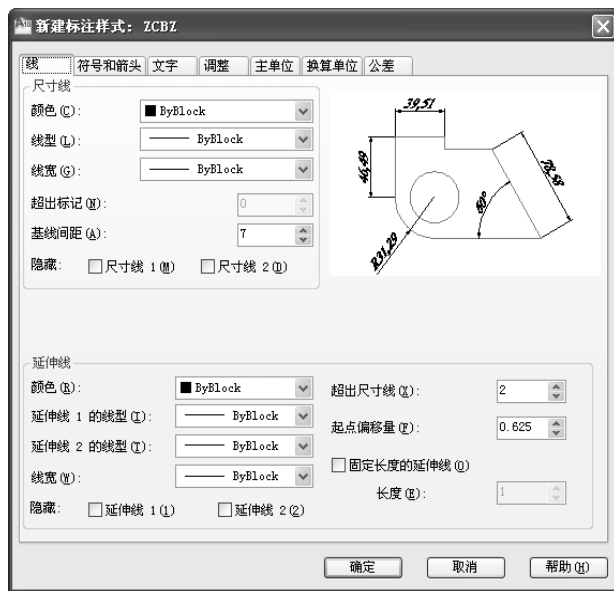 新建标注样式: ZCBZ
线 符号和箭头 文字 调整 主单位 换算单位 公差
尺寸线
颜色(C): ByBlock
线型(L): ByBlock
线宽(G): ByBlock
超出标记(N): 0
基线间距(A): 7
隐藏: 尺寸线 1(M) 尺寸线 2(D)
39,51
46,49
78,58
60°
R31,29
延伸线
颜色(R): ByBlock
延伸线 1 的线型(I): ByBlock
延伸线 2 的线型(T): ByBlock
线宽(W): ByBlock
隐藏: 延伸线 1(1) 延伸线 2(2)
超出尺寸线(X): 2
起点偏移量(F): 0.625
固定长度的延伸线(O)
长度(E): 1
确定 取消 帮助(H)